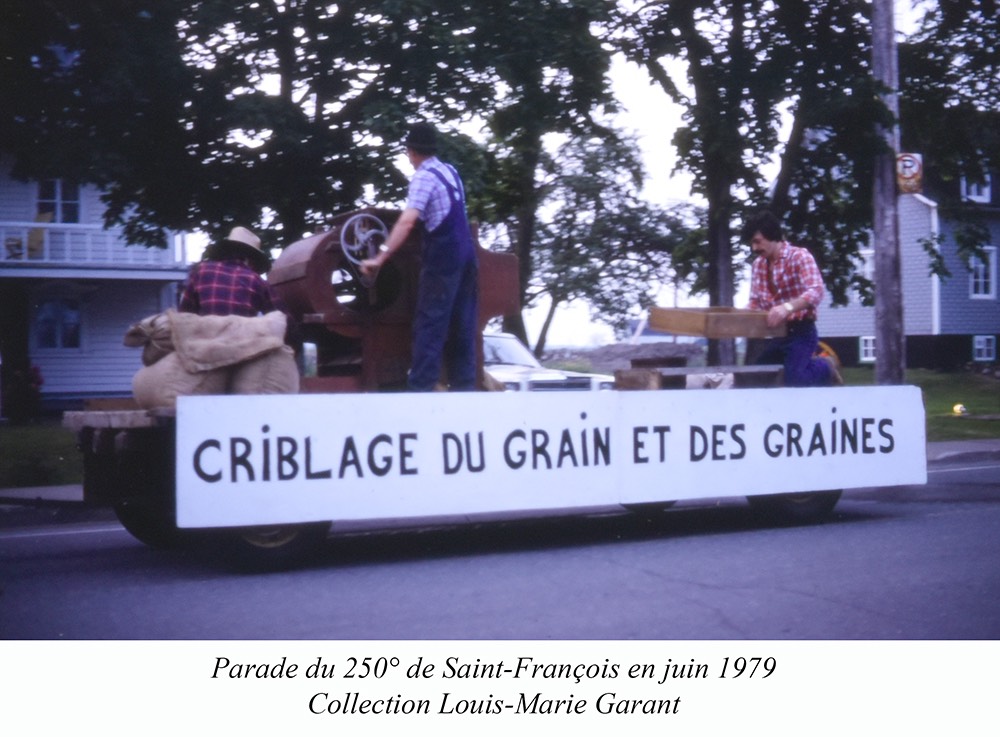 P
CRiBLAGE DU GRAiN ET DES GRAiNES
Parade du 250° de Saint-François en juin 1979
Collection Louis-Marie Garant